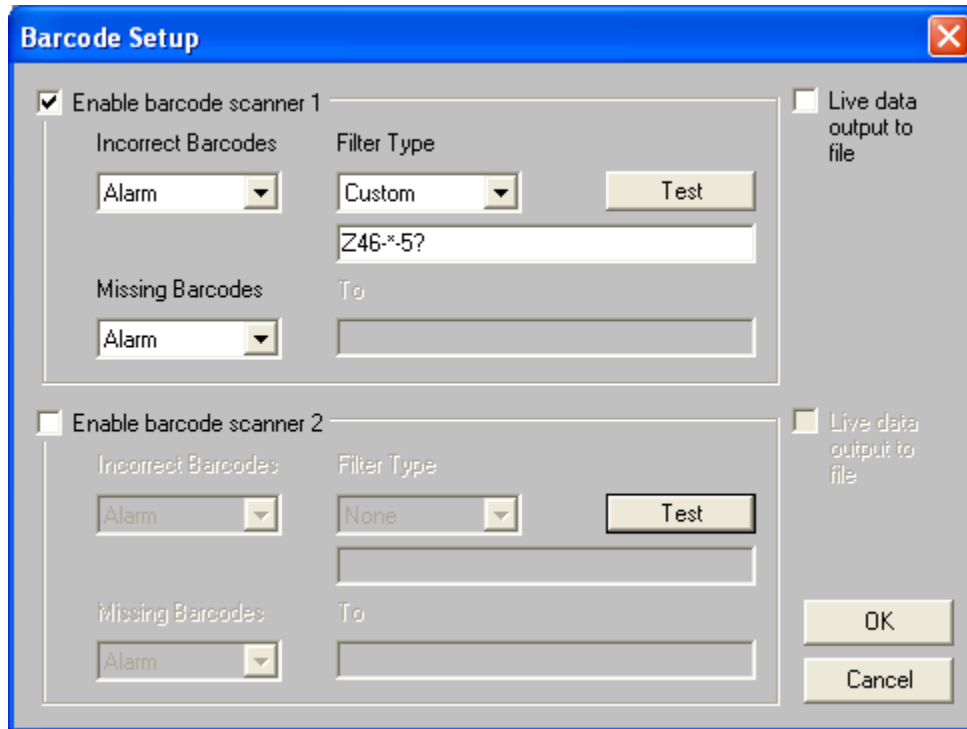 Barcode Setup
Enable barcode scanner 1
Live data
output to
file
Incorrect Barcodes
Filter Type
Alarm
Custom
Test
Z46-*-5?
Missing Barcodes
To
Alarm
Enable barcode scanner 2
Live data
output to
file
Incorrect Barcodes
Filter Type
Alarm
None
Test
Missing Barcodes
To
Alarm
OK
Cancel